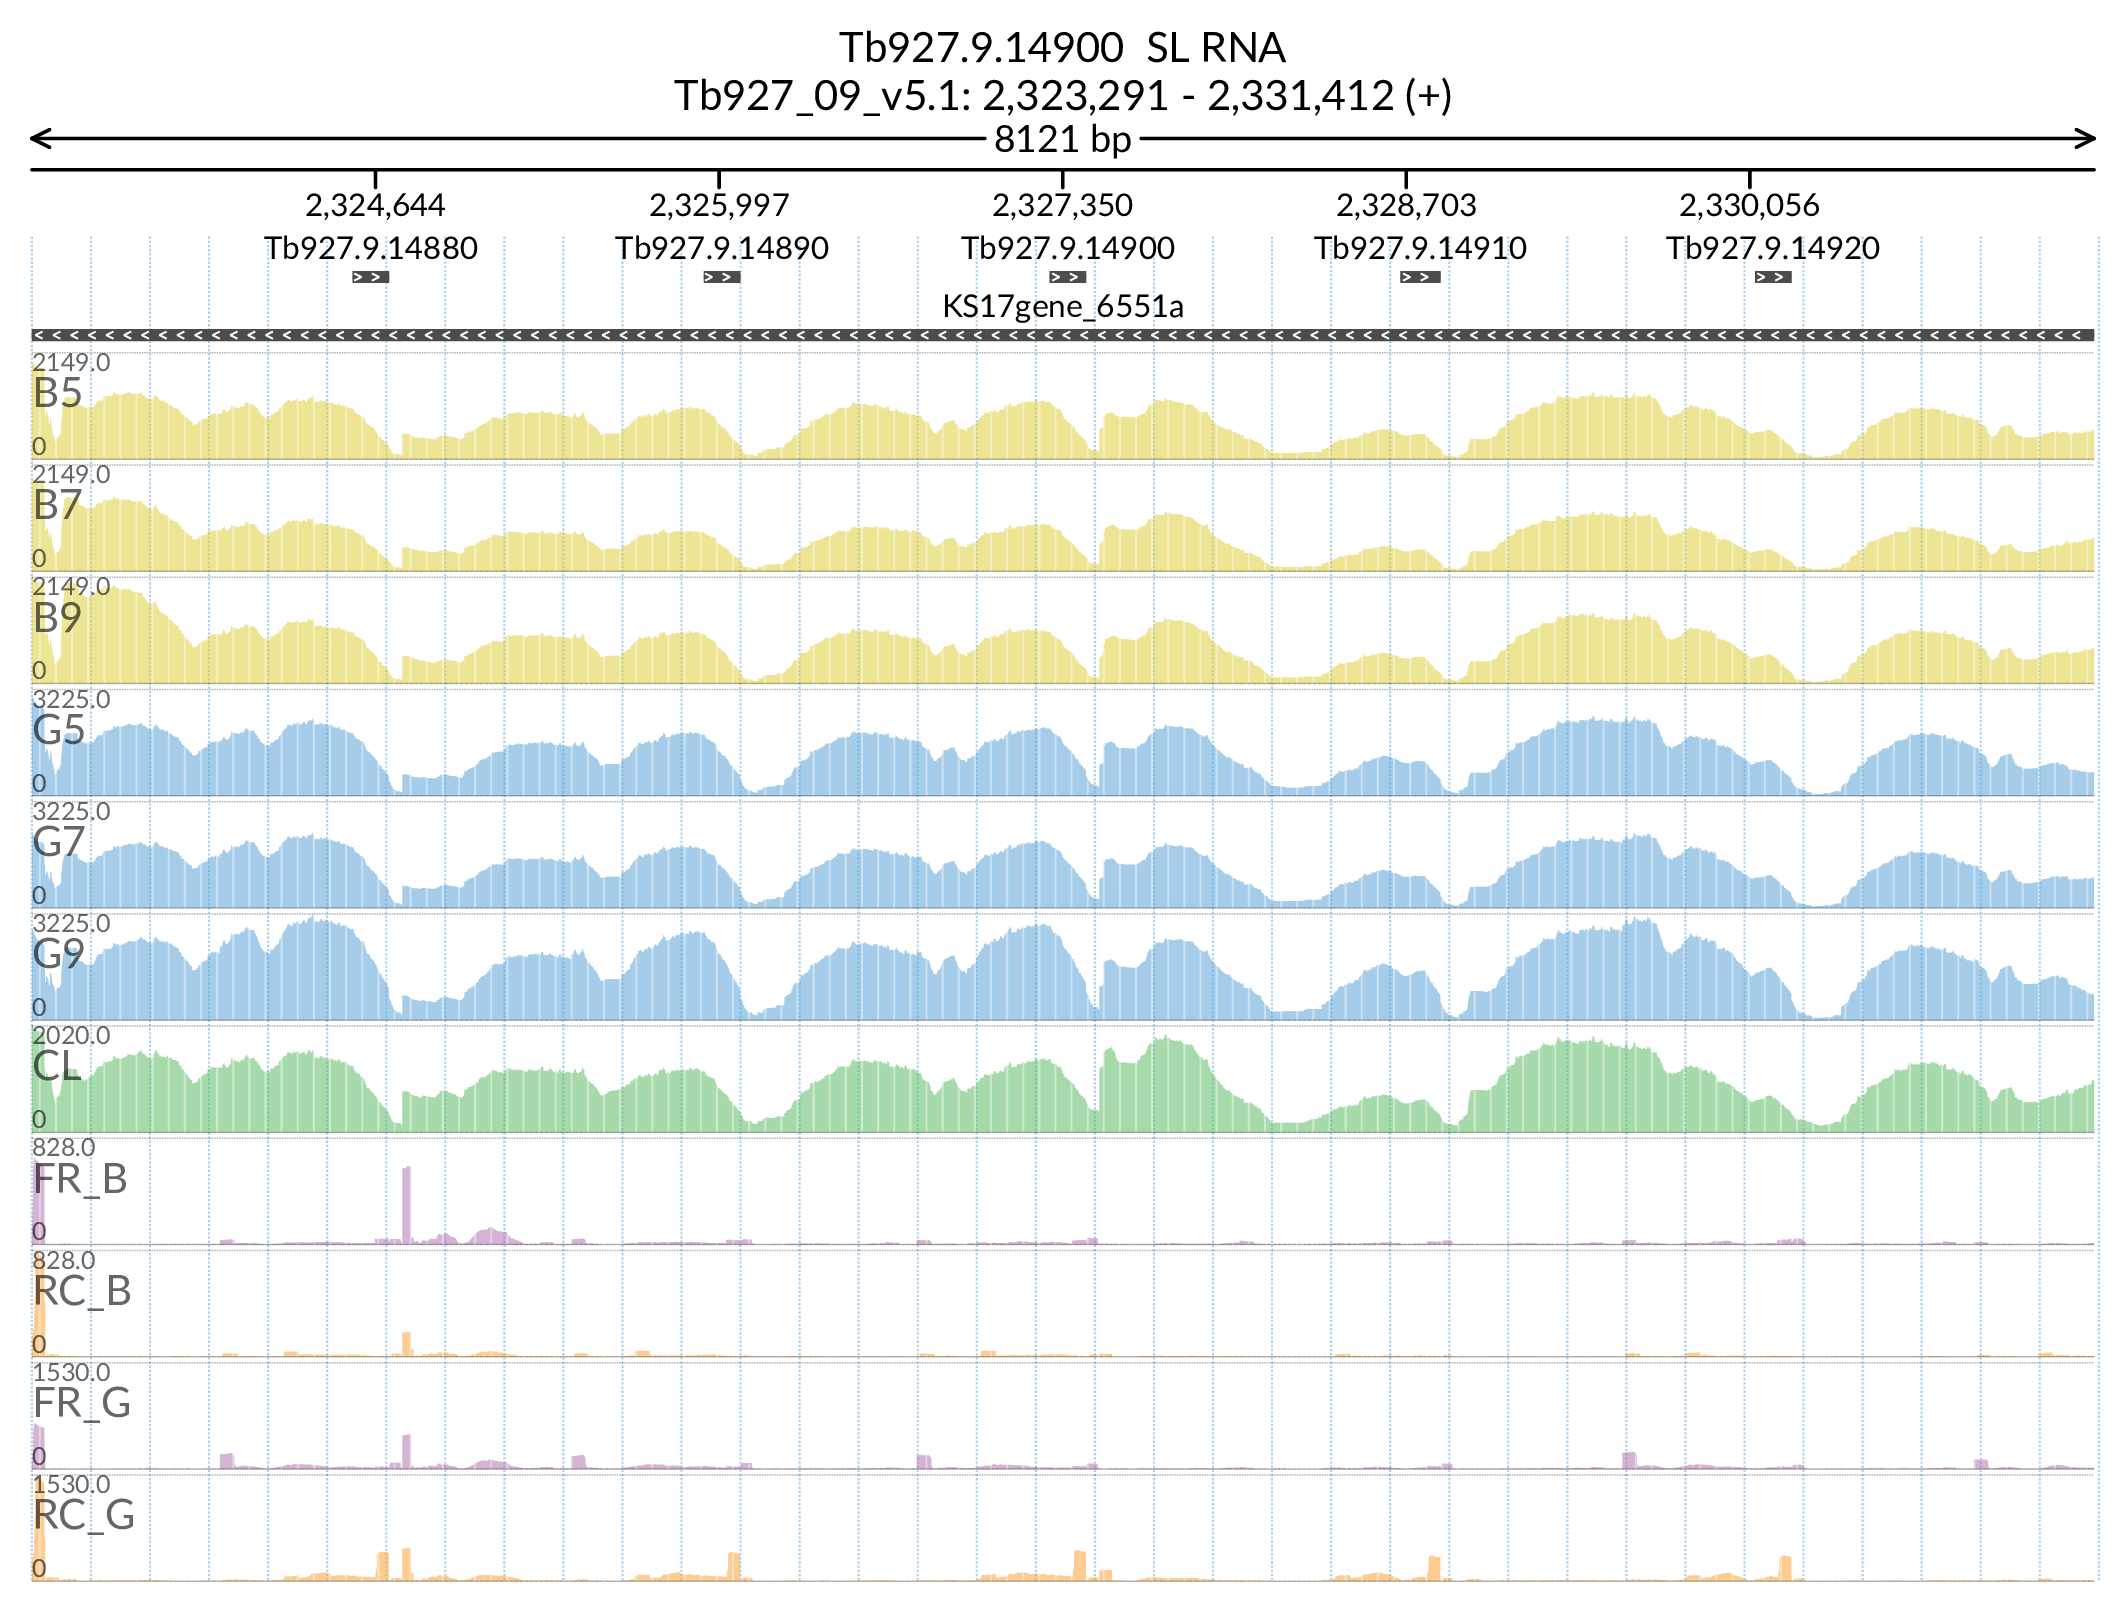 Tb927.9.14900 SL RNA
Tb927_09_v5.1: 2,323,291 - 2,331,412 (+)
8121 bp
2,324,644 2,325,997 2,327,350 2,328,703 2,330,056
Tb927.9.14880 Tb927.9.14890 Tb927.9.14900 Tb927.9.14910 Tb927.9.14920
KS17gene_6551a
2149.0
B5
0
2149.0
B7
0
2149.0
B9
0
3225.0
G5
0
3225.0
G7
0
3225.0
G9
0
2020.0
CL
0
828.0
FR_B
0
828.0
RC_B
0
1530.0
FR_G
0
1530.0
RC_G
0